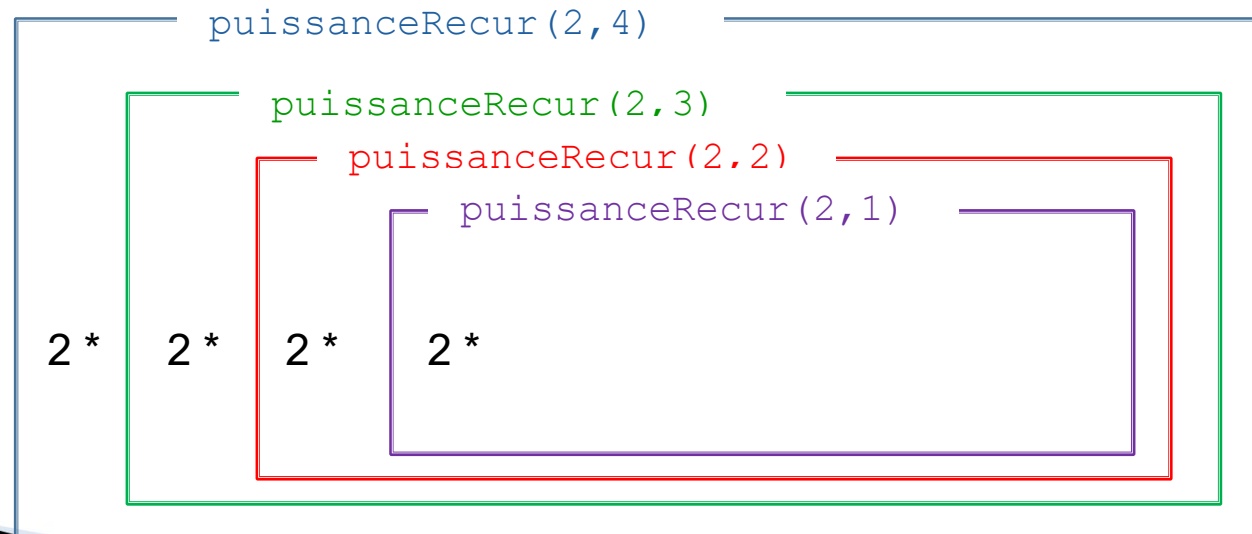 puissanceRecur(2,4)
puissanceRecur(2,3)
puissanceRecur(2,2)
puissanceRecur(2,1)
2 * 2 * 2 * 2 *